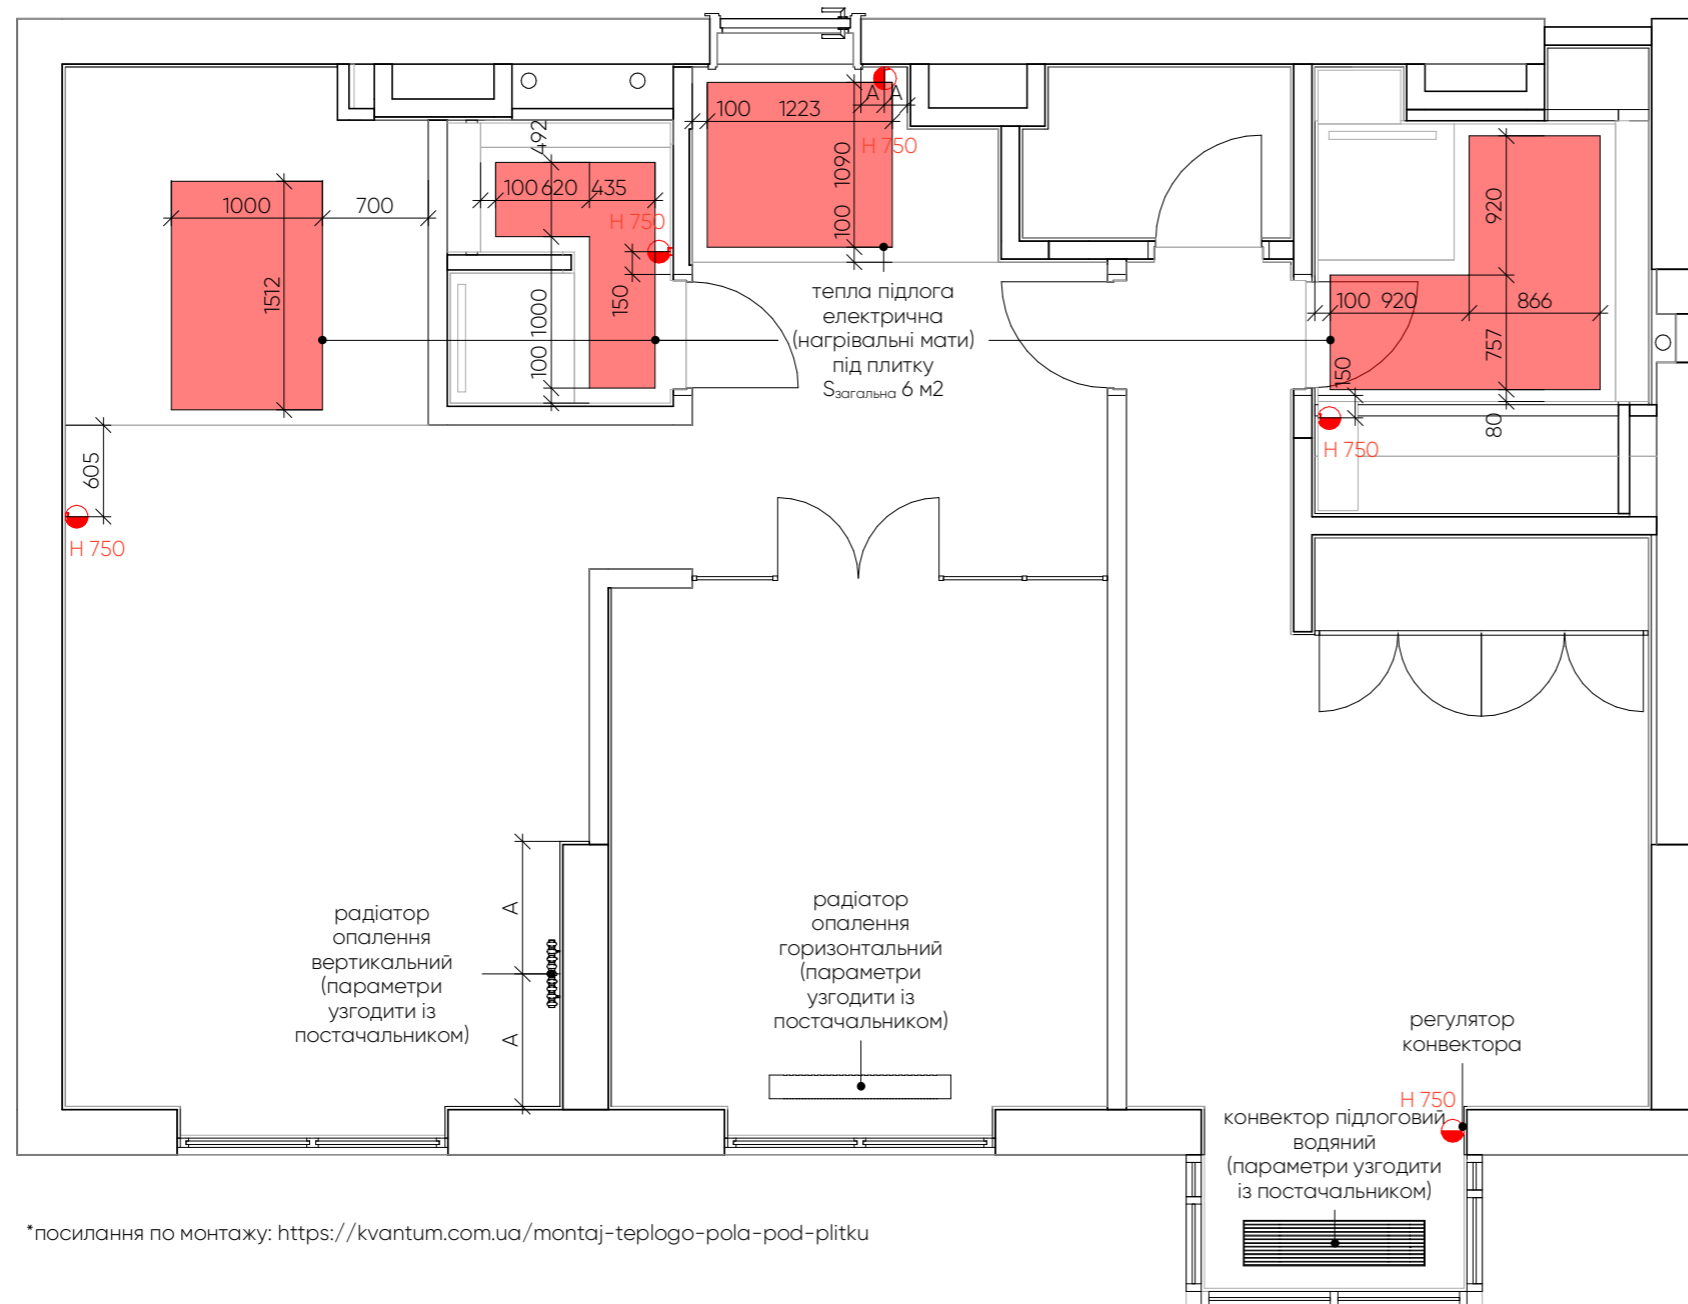 492
100
1223
A
A
H 750
1090
100
100
620
435
H 750
150
1000
100
1000
700
1512
920
100
920
866
757
150
80
H 750
тепла підлога
електрична
(нагрівальні мати)
під плитку
Sзагальна 6 м2
605
H 750
A
A
радіатор
опалення
вертикальний
(параметри
узгодити із
постачальником)
радіатор
опалення
горизонтальний
(параметри
узгодити із
постачальником)
регулятор
конвектора
H 750
конвектор підлоговий
водяний
(параметри узгодити
із постачальником)
*посилання по монтажу: https://kvantum.com.ua/montaj-teplogo-pola-pod-plitku